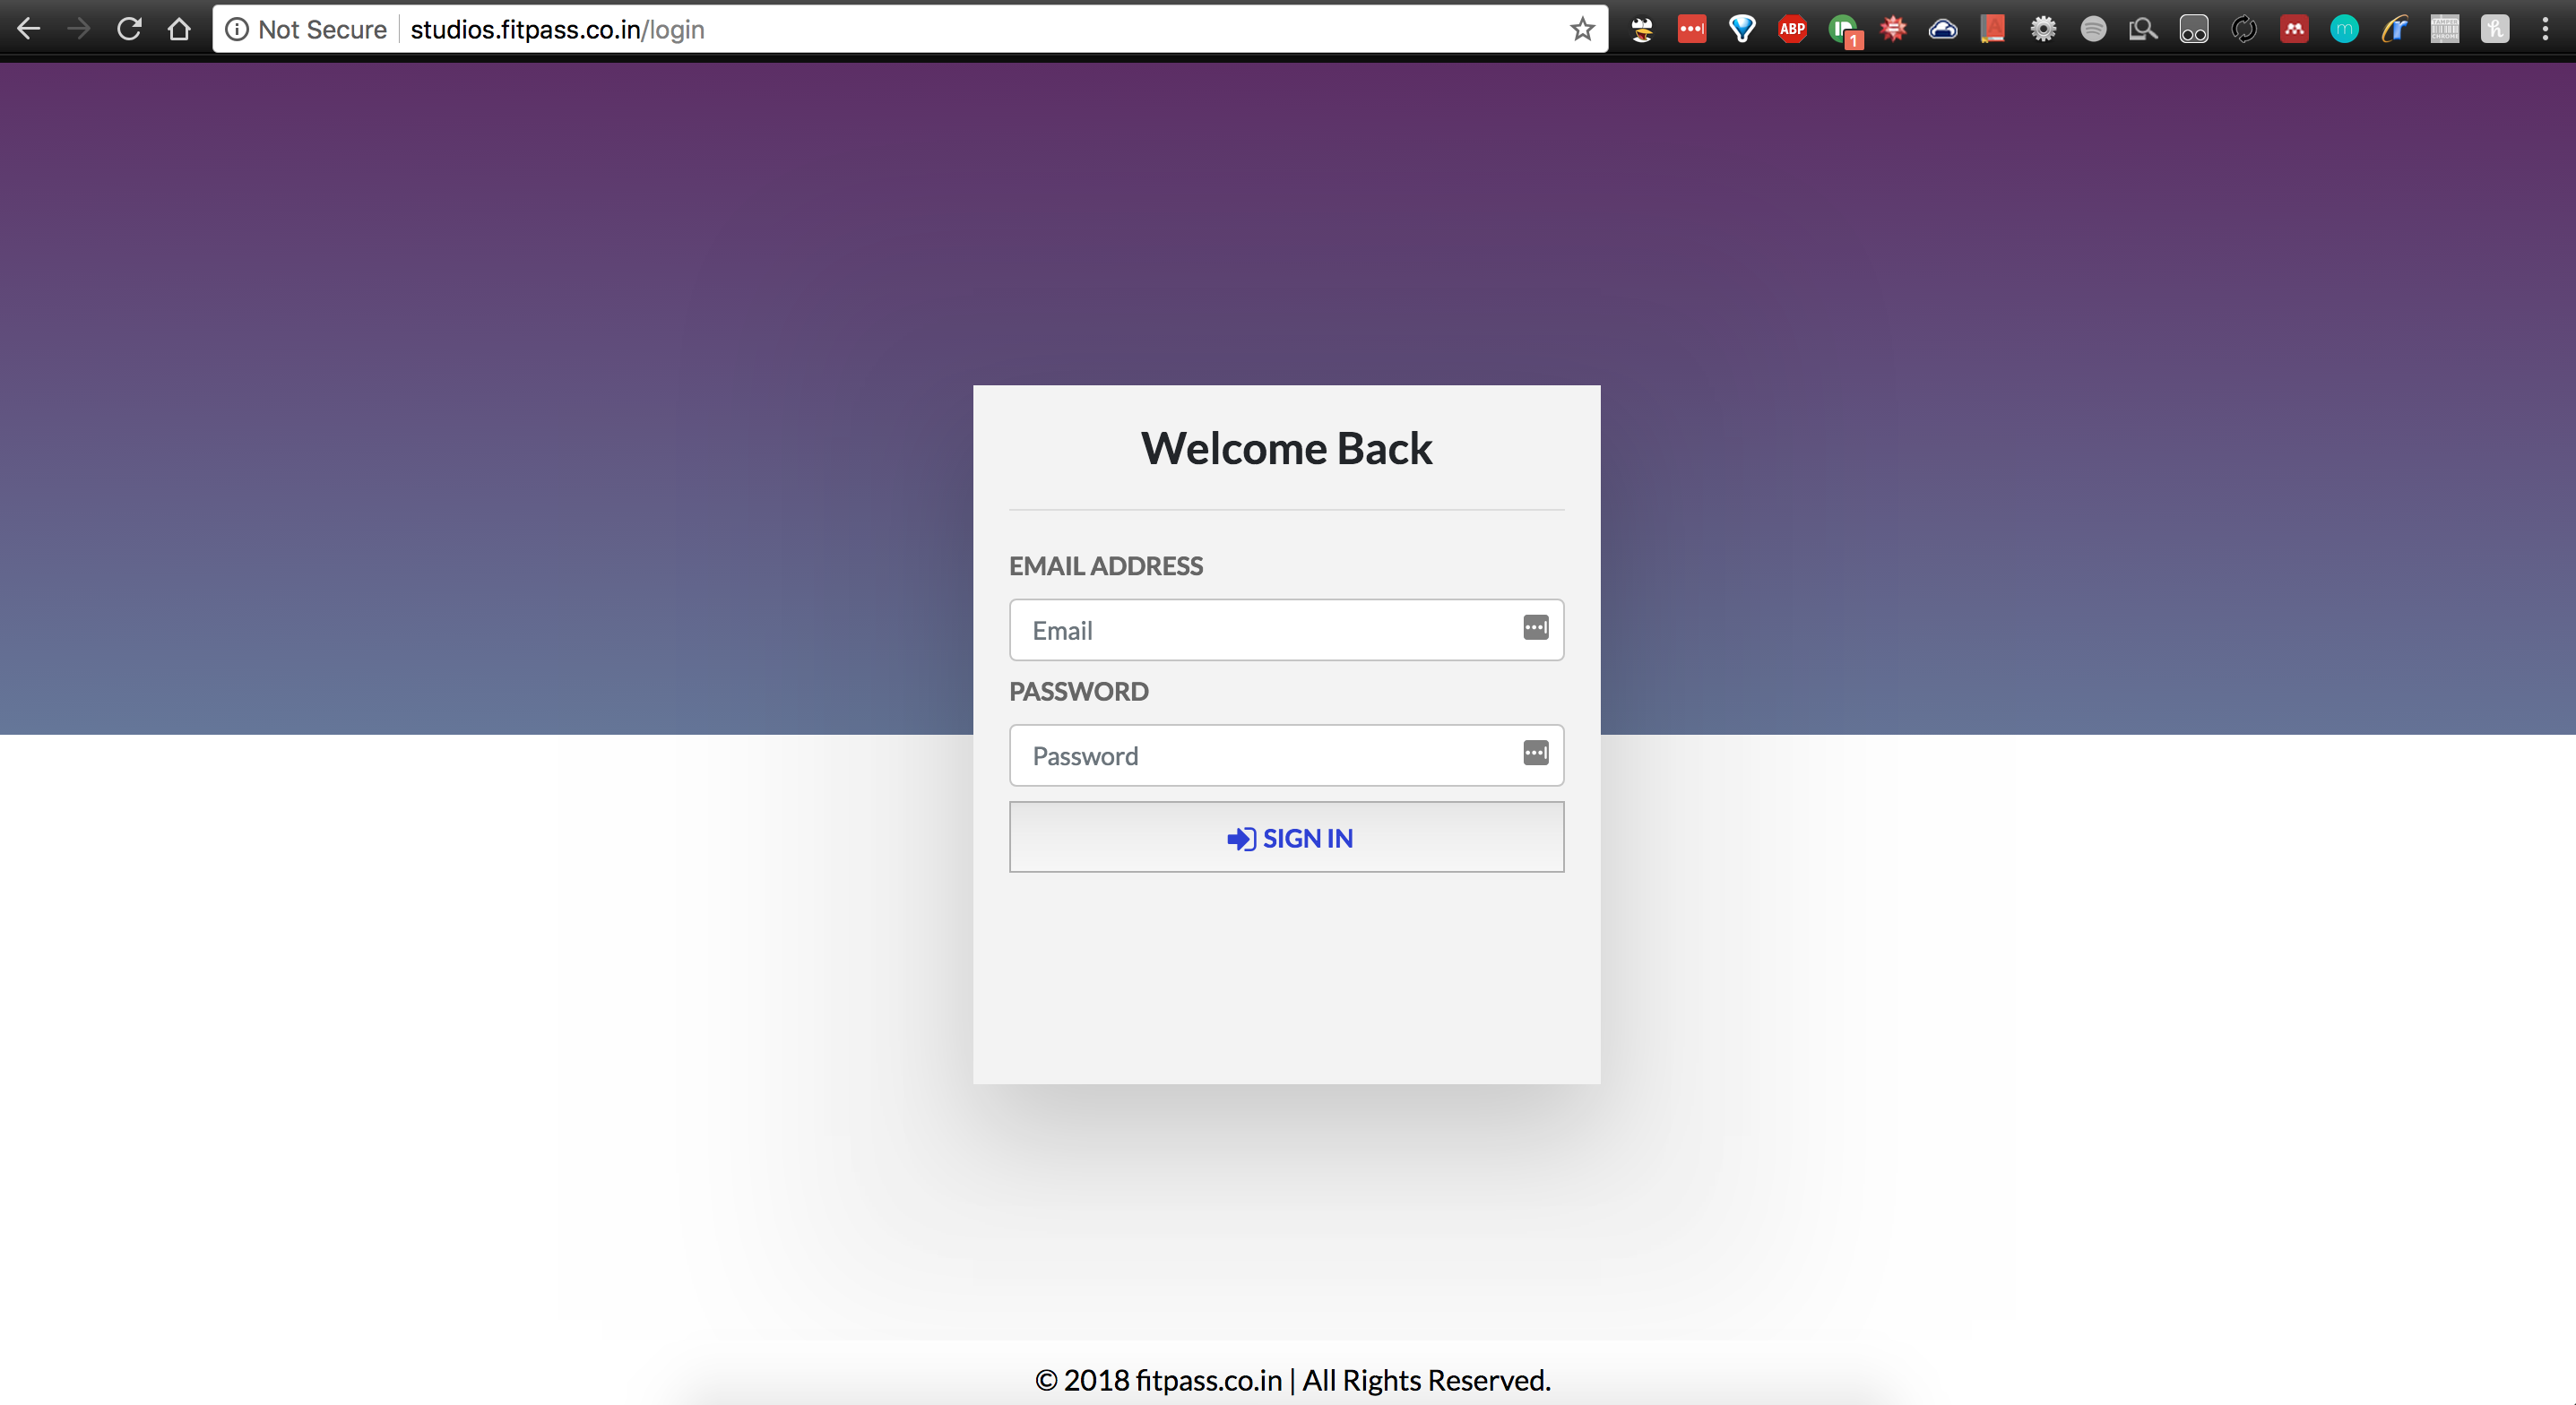 Not Secure studios.fitpass.co.in/login
ABP
1
Welcome Back
EMAIL ADDRESS
Email
PASSWORD
Password
SIGN IN
© 2018 fitpass.co.in | All Rights Reserved.